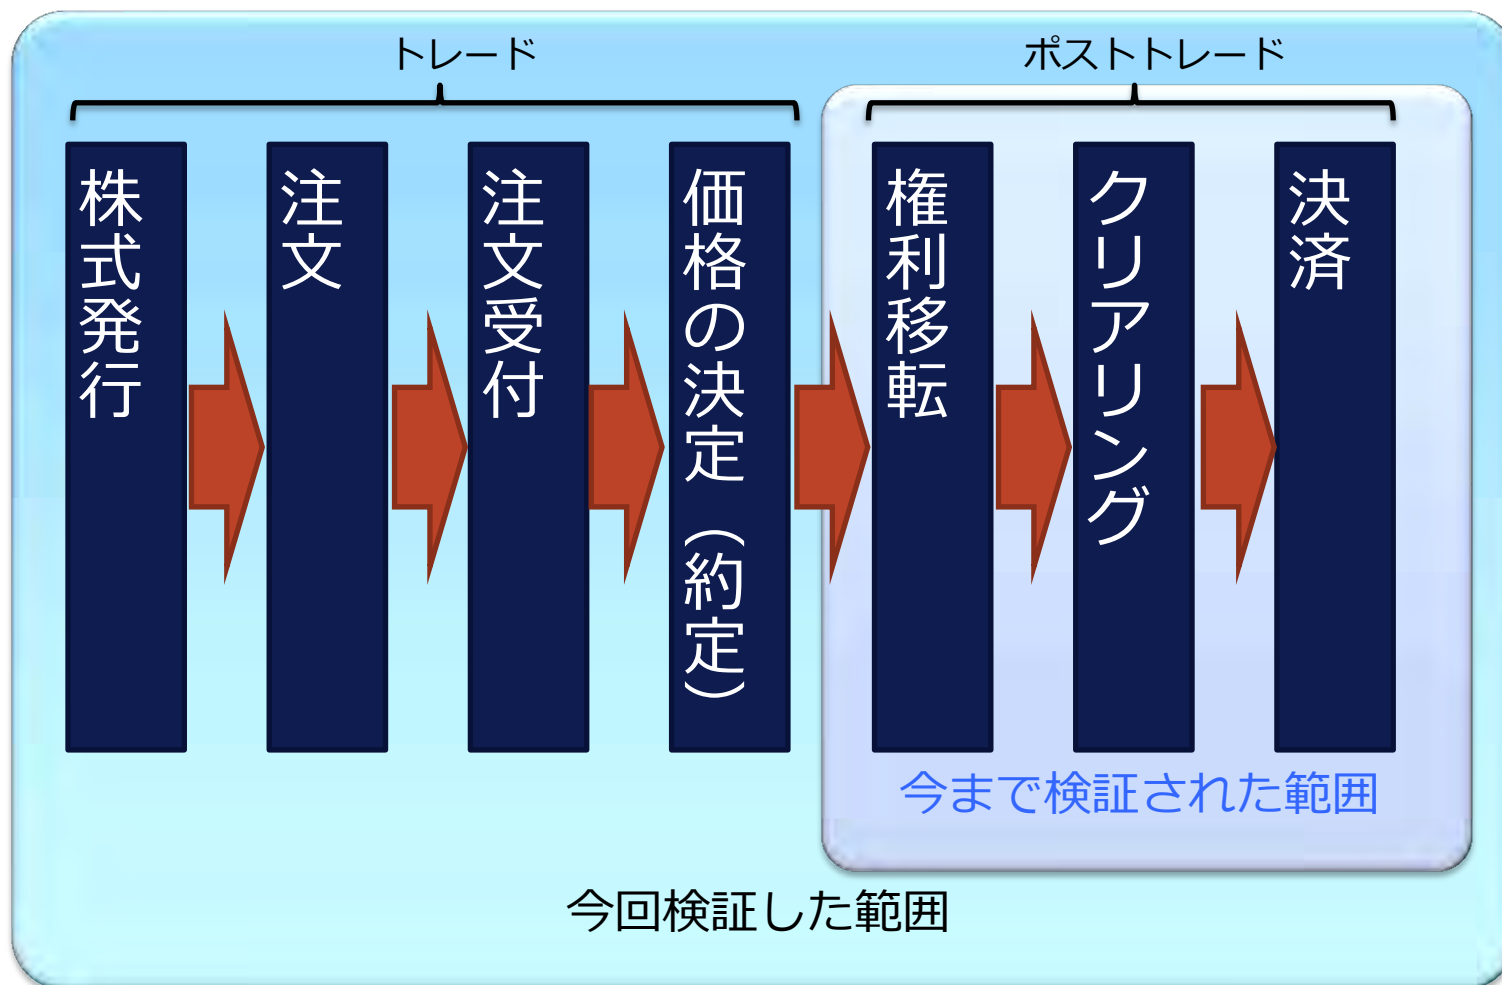 トレード
ポストトレード
株式発行
注文
注文受付
価格の決定（約定）
権利移転
クリアリング
決済
今まで検証された範囲
今回検証した範囲